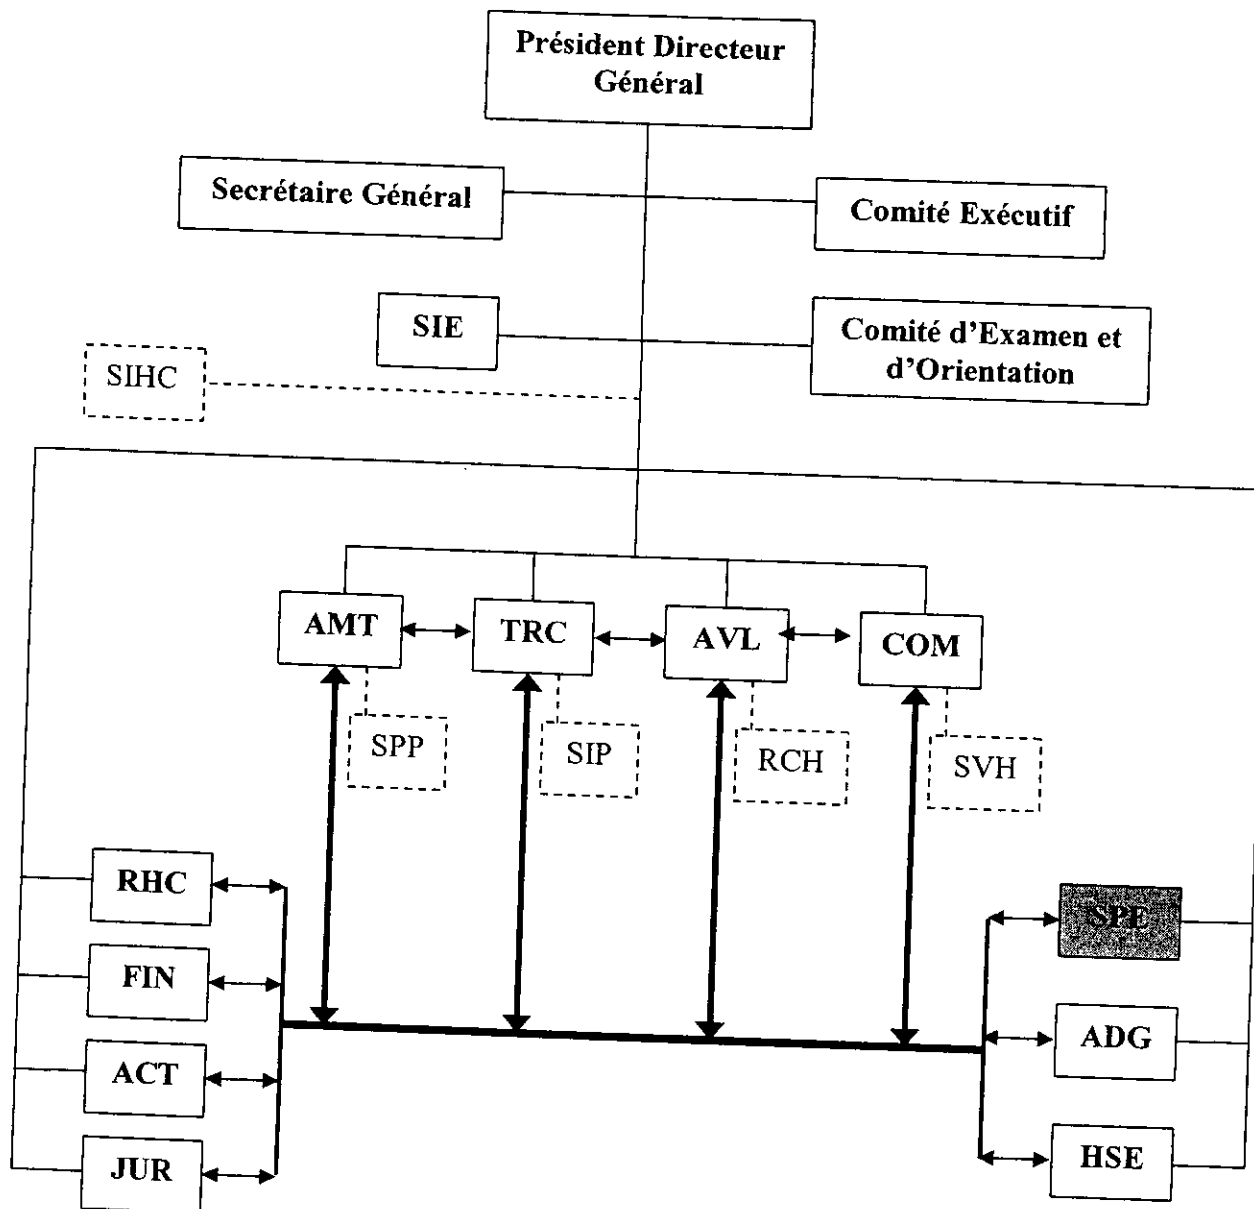 Président Directeur
Général
Secrétaire Général
Comité Exécutif
SIE
Comité d'Examen et
d'Orientation
SIHC
AMT
TRC
AVL
COM
SPP
SIP
RCH
SVH
RHC
SPE
FIN
ADG
ACT
HSE
JUR